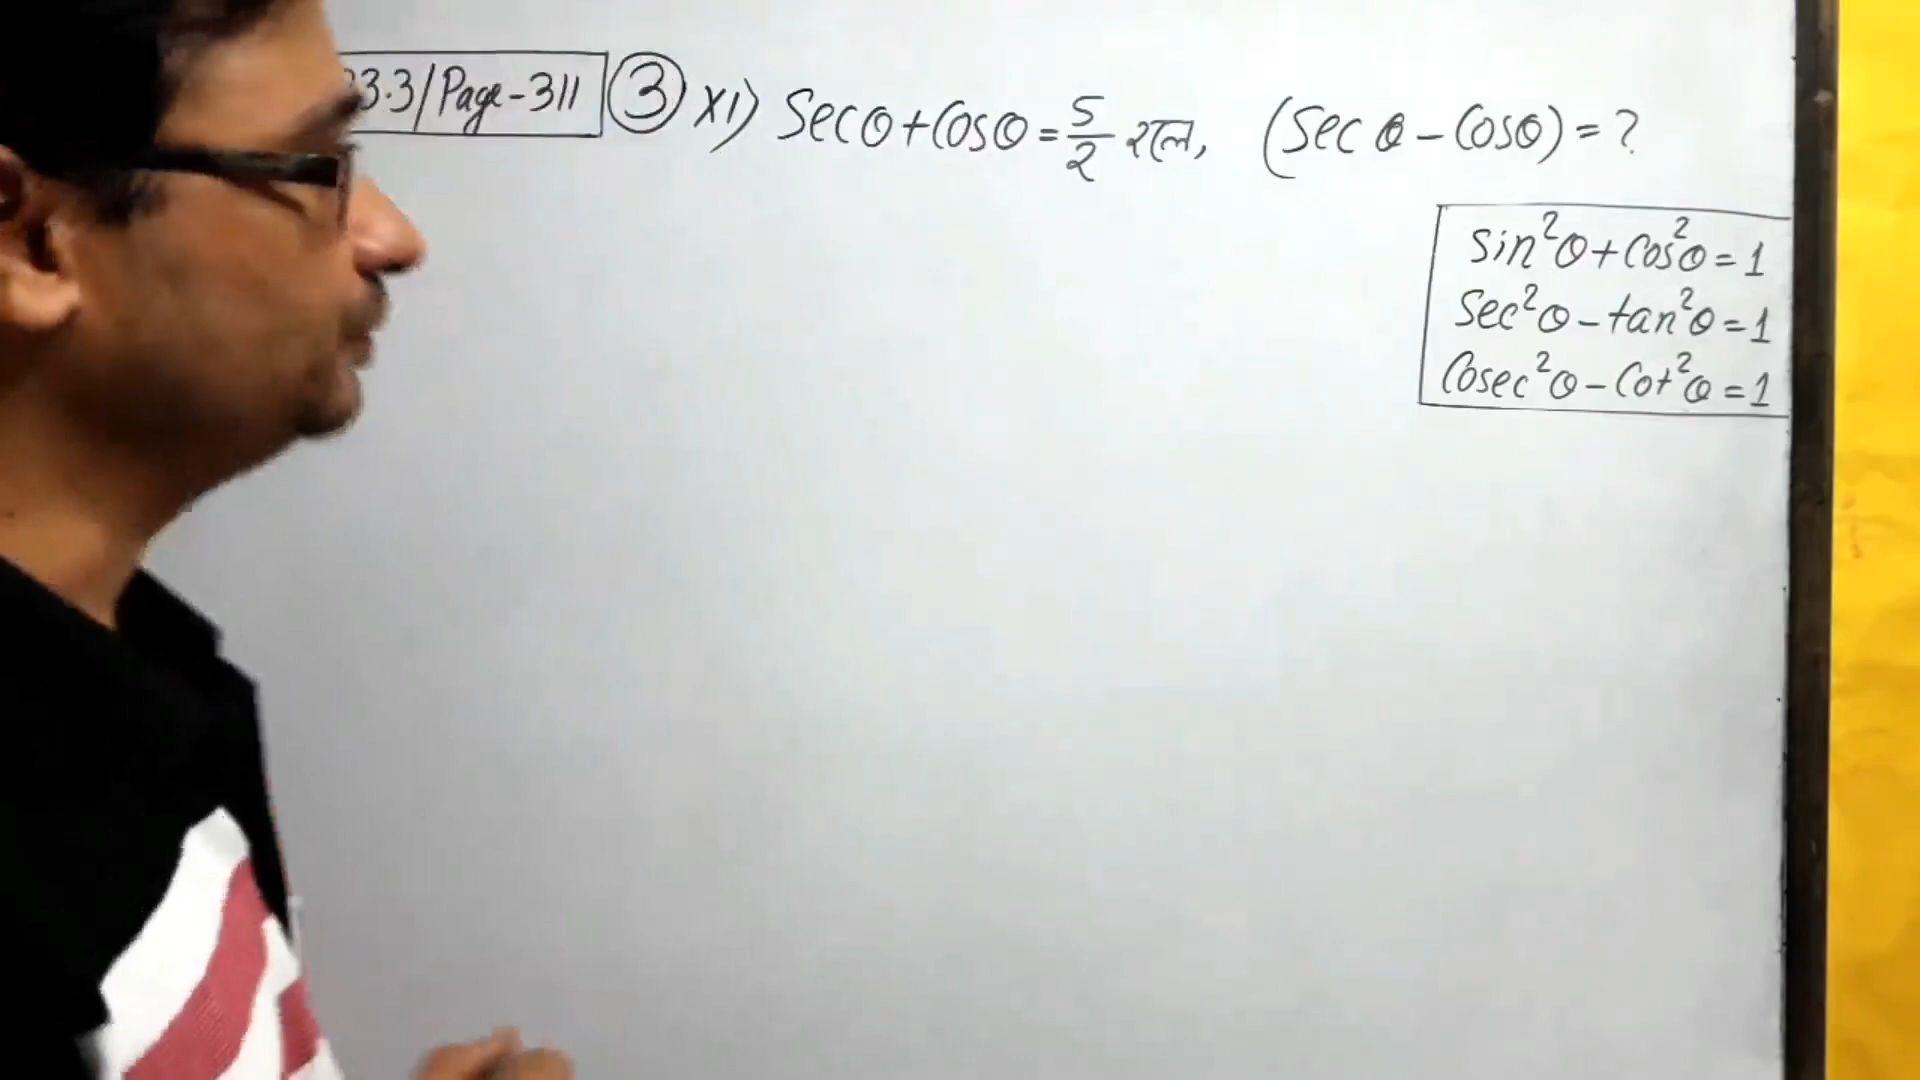 3.3/Page-311 ③ XI) Secθ+Cosθ=5/2 হলে, (Sec θ-Cosθ)=?
Sin²θ+Cos²θ=1
Sec²θ-tan²θ=1
Cosec²θ-Cot²θ=1